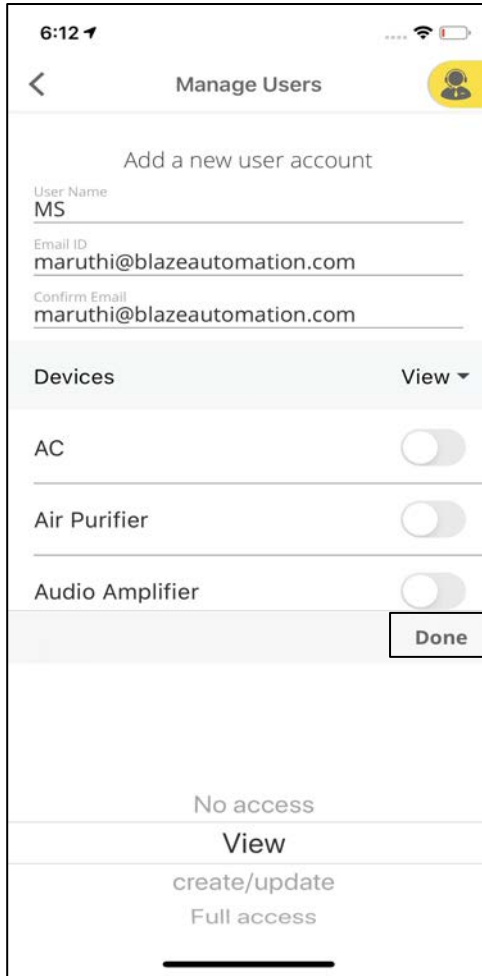 6:12
Manage Users
Add a new user account
User Name
MS
Email ID
maruthi@blazeautomation.com
Confirm Email
maruthi@blazeautomation.com
Devices View
AC
Air Purifier
Audio Amplifier
Done
No access
View
create/update
Full access